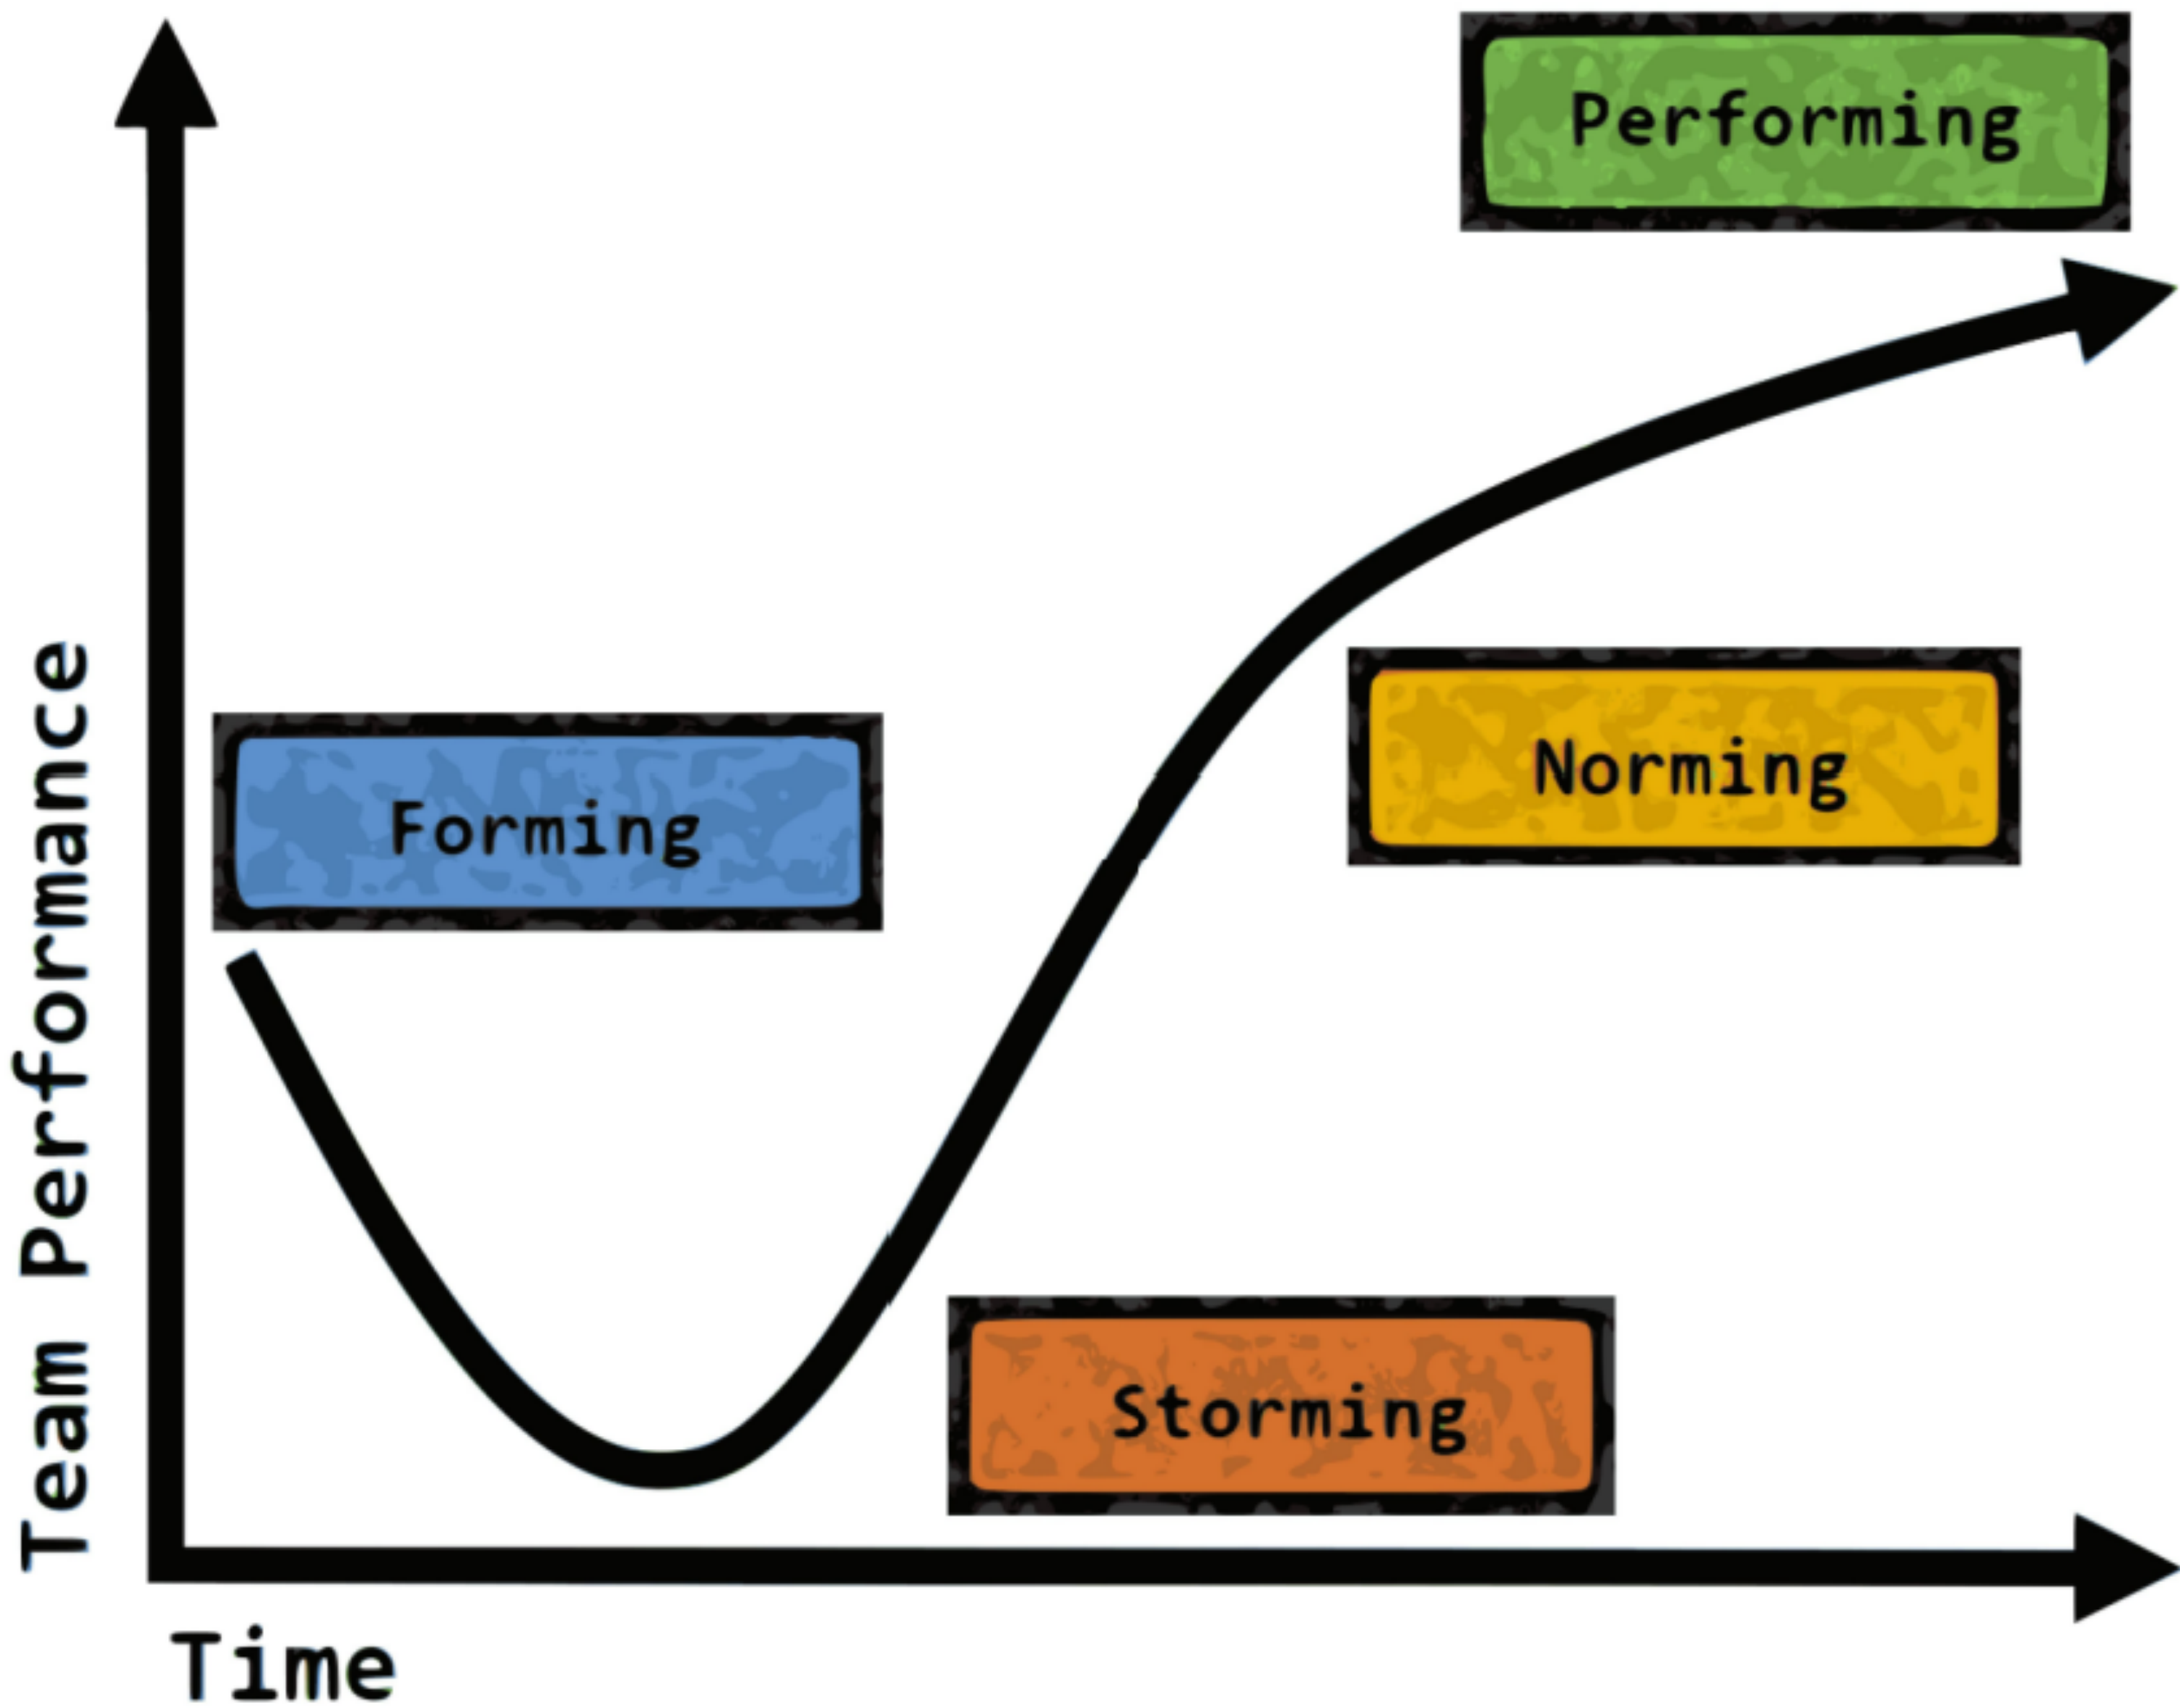 Performing
Norming
Forming
Storming
Team Performance
Time